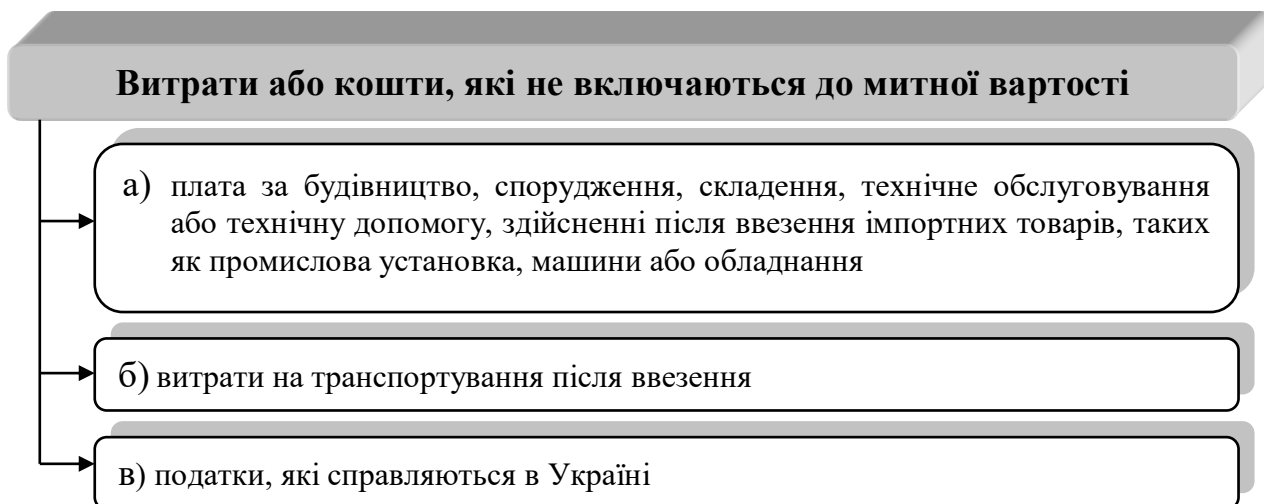 Витрати або кошти, які не включаються до митної вартості
а) плата за будівництво, спорудження, складення, технічне обслуговування
або технічну допомогу, здійсненні після ввезення імпортних товарів, таких
як промислова установка, машини або обладнання
б) витрати на транспортування після ввезення
в) податки, які справляються в Україні